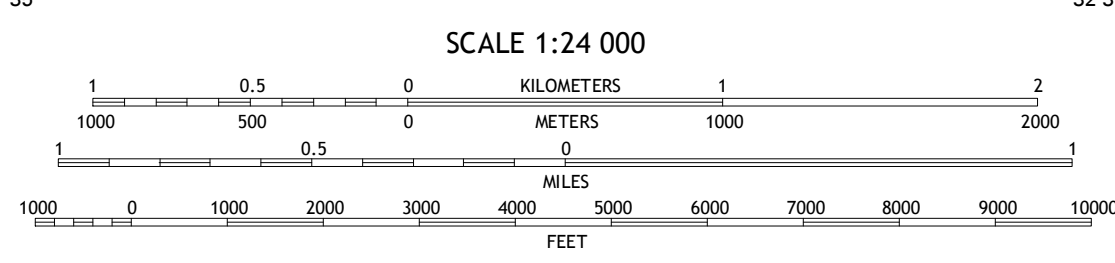 SCALE 1:24 000
1 0.5 0 KILOMETERS 1 2
1000 500 0 METERS 1000 2000
1 0.5 0 1
MILES
1000 0 1000 2000 3000 4000 5000 6000 7000 8000 9000 10000
FEET